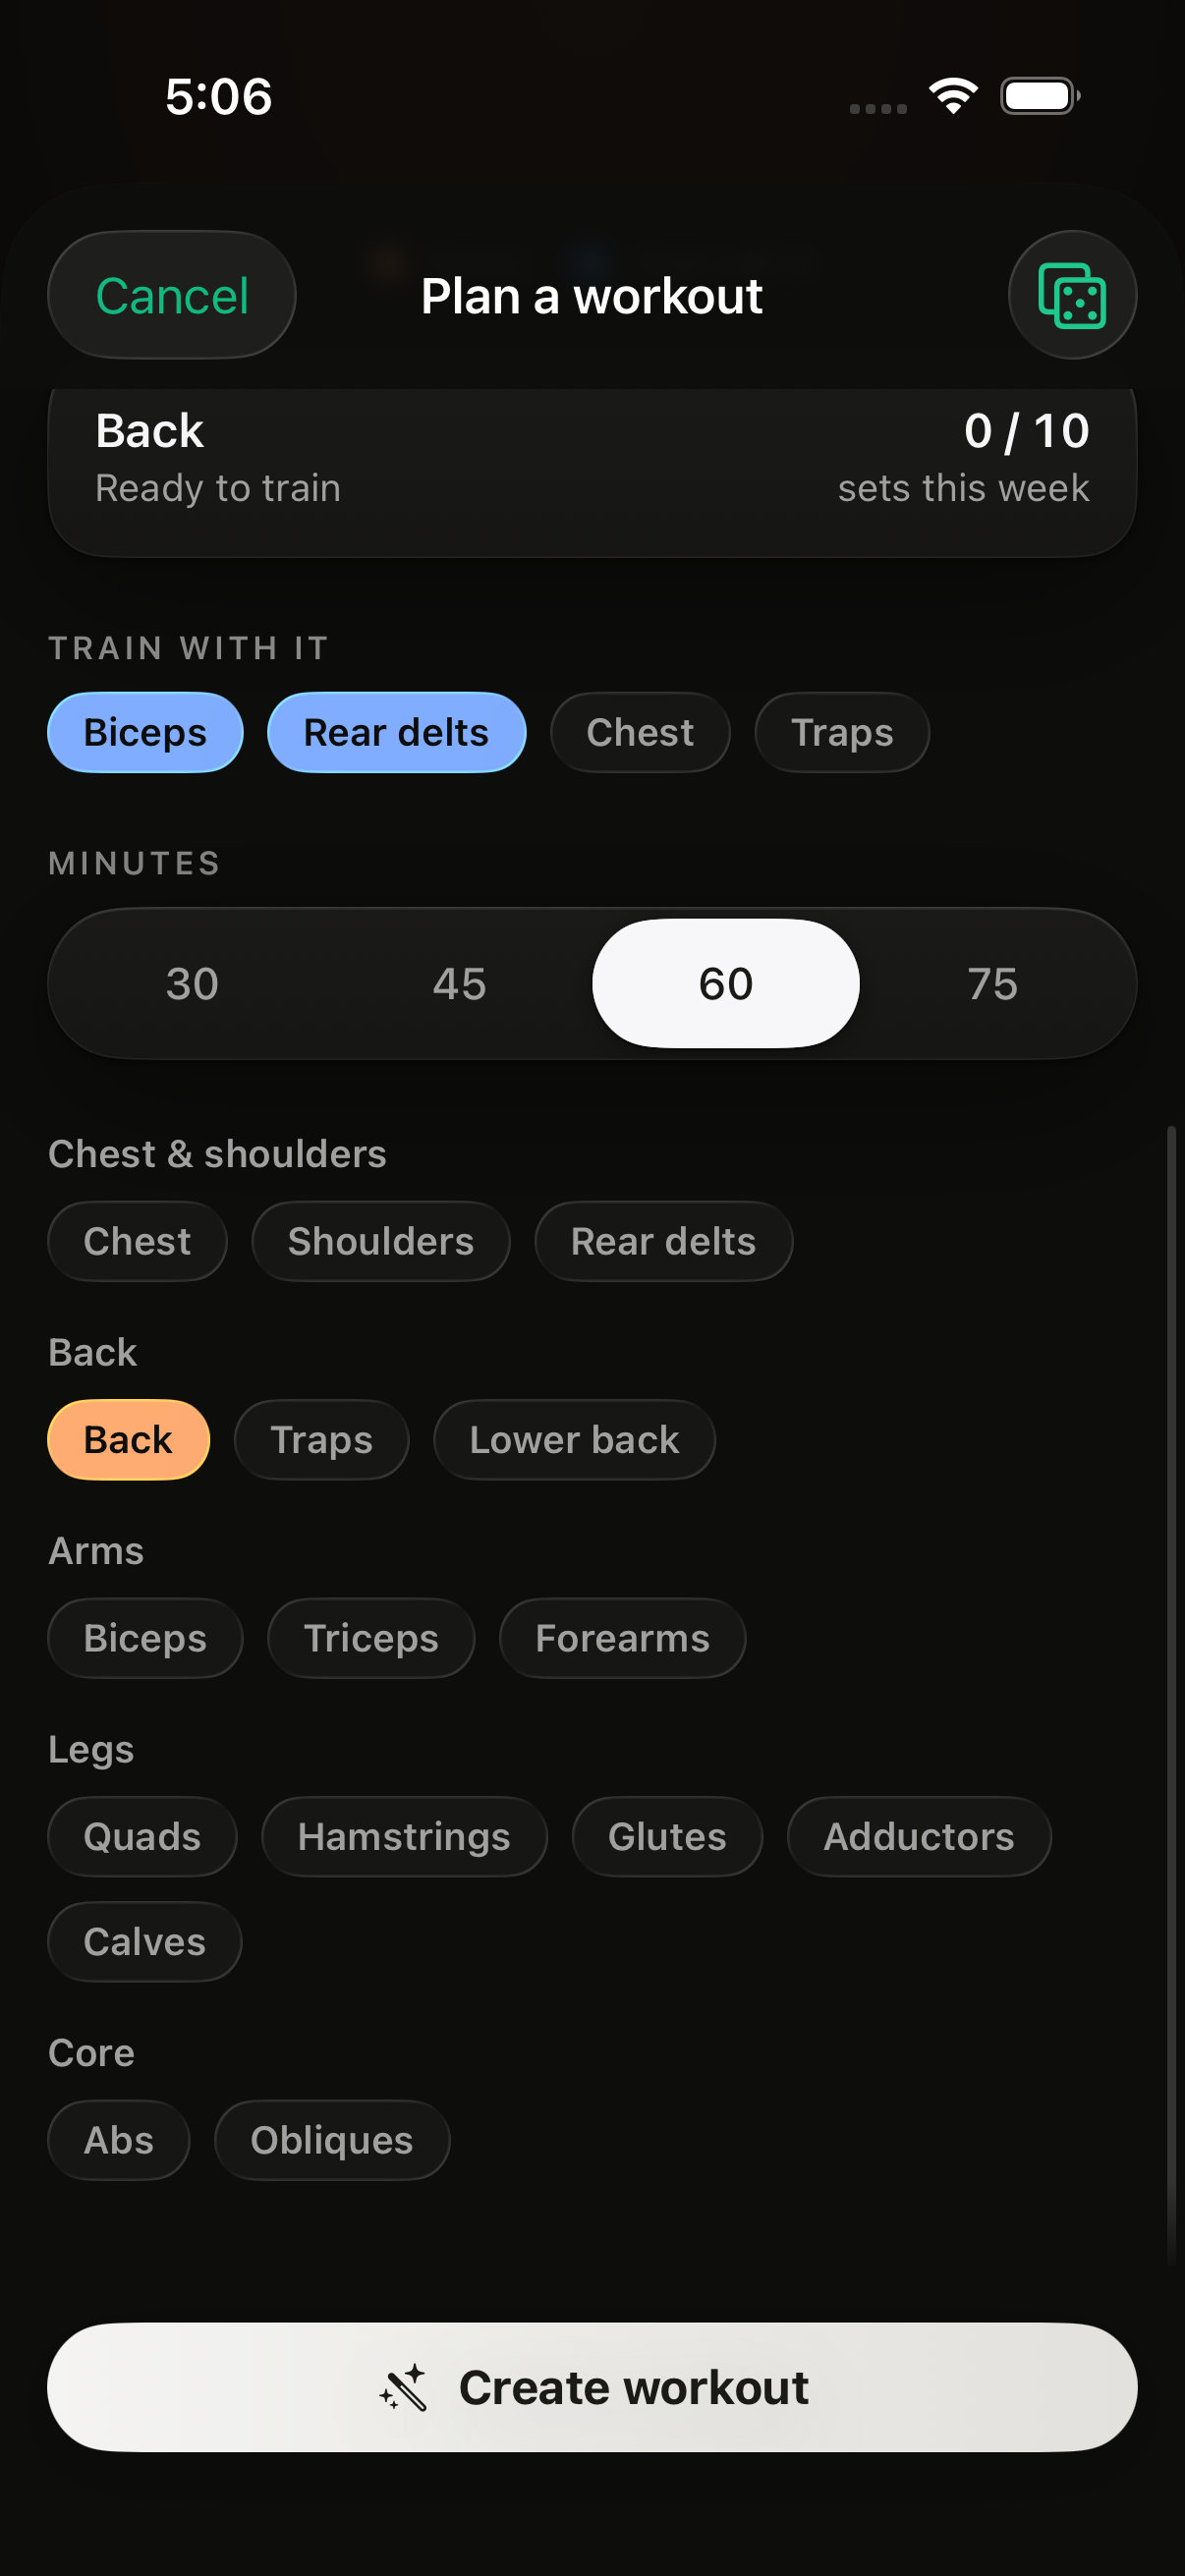 5:06
Cancel
Plan a workout
Back
0 / 10
Ready to train
sets this week
TRAIN WITH IT
Biceps
Rear delts
Chest
Traps
MINUTES
30
45
60
75
Chest & shoulders
Chest
Shoulders
Rear delts
Back
Back
Traps
Lower back
Arms
Biceps
Triceps
Forearms
Legs
Quads
Hamstrings
Glutes
Adductors
Calves
Core
Abs
Obliques
Create workout